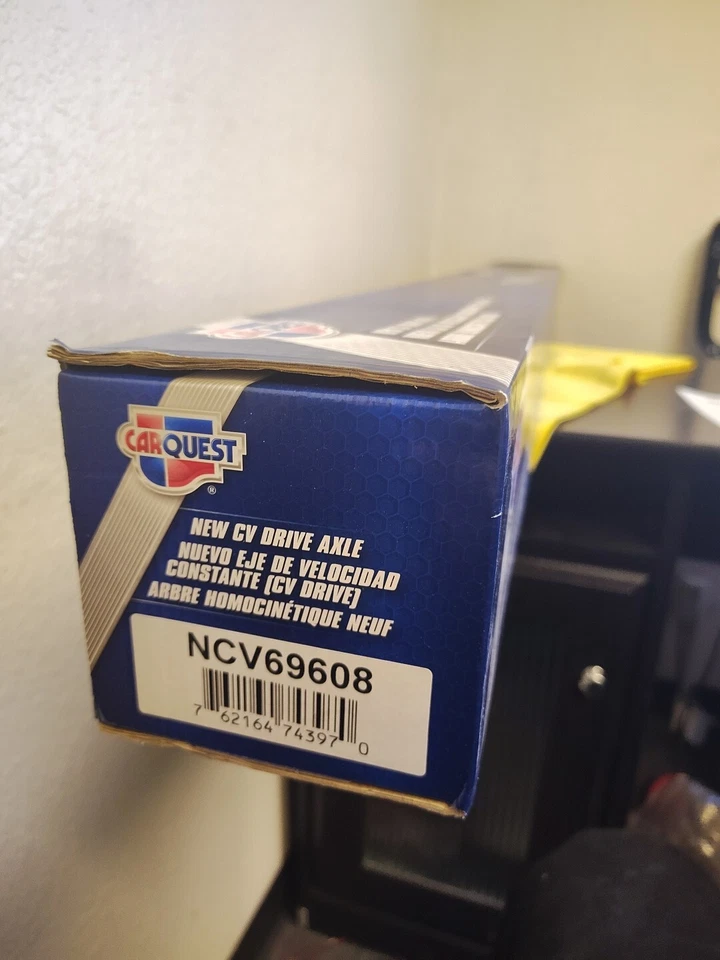 CARQUEST
®
NEW CV DRIVE AXLE
NUEVO EJE DE VELOCIDAD
CONSTANTE (CV DRIVE)
ARBRE HOMOCINÉTIQUE NEUF
NCV69608
7 62164 74397 0